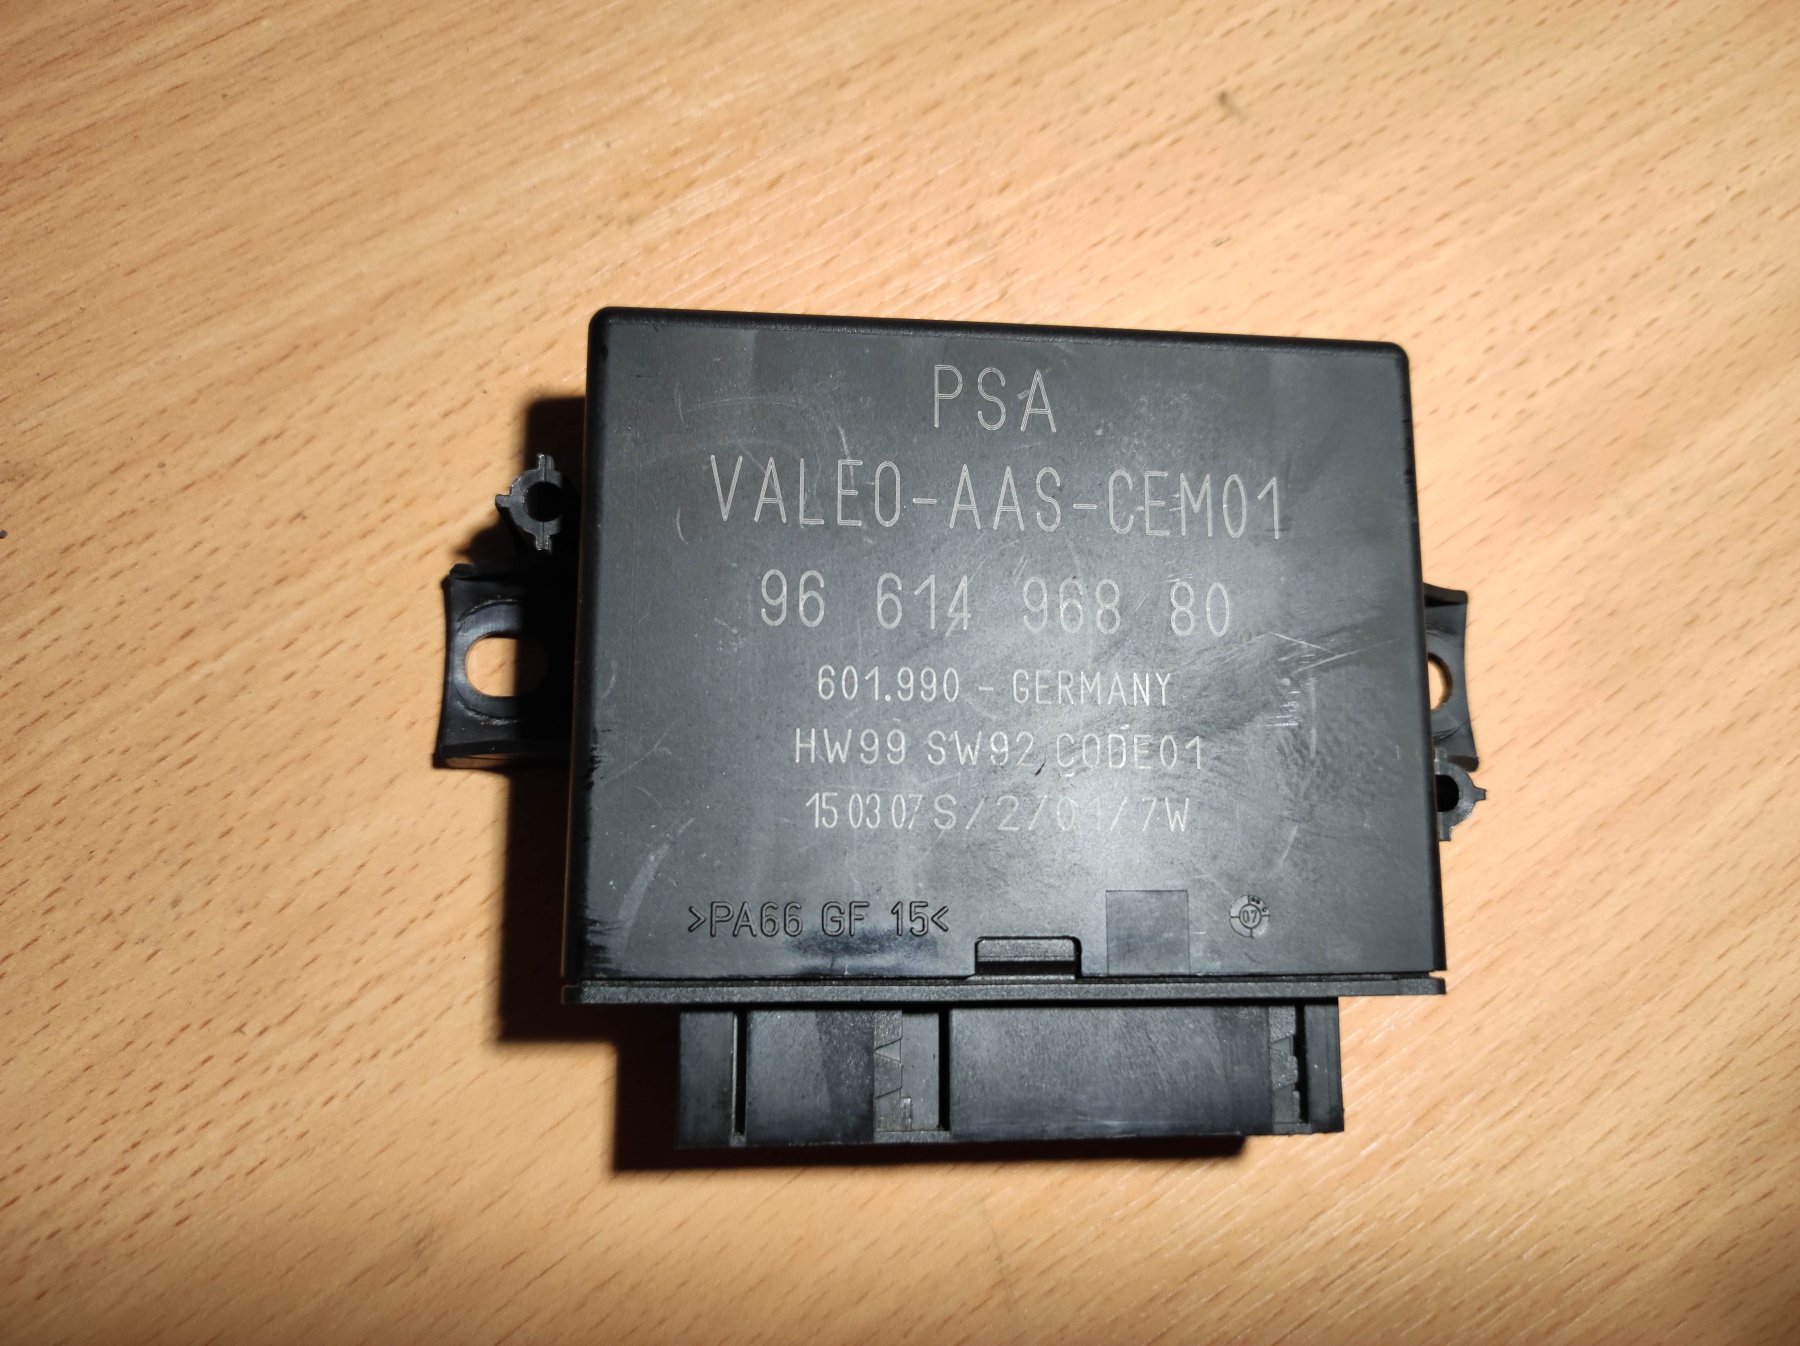 PSA
VALEO-AAS-CEM01
96 614 968 80
601.990 - GERMANY
HW99 SW92 CODE01
15 03 07 S/2/01/7W
>PA66 GF 15<
07